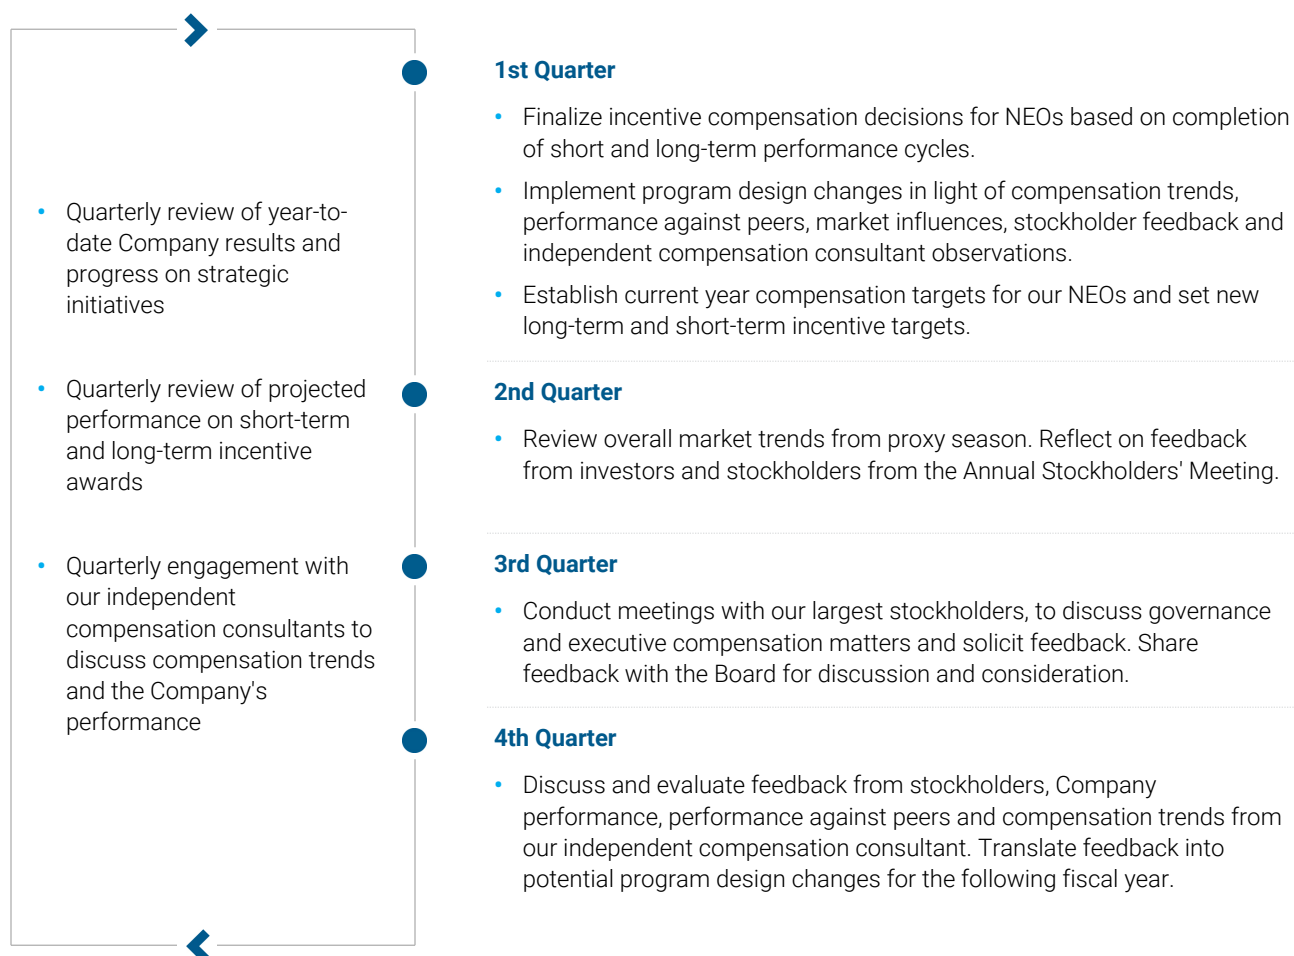 • Quarterly review of year-to-
date Company results and
progress on strategic
initiatives
• Quarterly review of projected
performance on short-term
and long-term incentive
awards
• Quarterly engagement with
our independent
compensation consultants to
discuss compensation trends
and the Company's
performance
1st Quarter
• Finalize incentive compensation decisions for NEOs based on completion
of short and long-term performance cycles.
• Implement program design changes in light of compensation trends,
performance against peers, market influences, stockholder feedback and
independent compensation consultant observations.
• Establish current year compensation targets for our NEOs and set new
long-term and short-term incentive targets.
2nd Quarter
• Review overall market trends from proxy season. Reflect on feedback
from investors and stockholders from the Annual Stockholders' Meeting.
3rd Quarter
• Conduct meetings with our largest stockholders, to discuss governance
and executive compensation matters and solicit feedback. Share
feedback with the Board for discussion and consideration.
4th Quarter
• Discuss and evaluate feedback from stockholders, Company
performance, performance against peers and compensation trends from
our independent compensation consultant. Translate feedback into
potential program design changes for the following fiscal year.